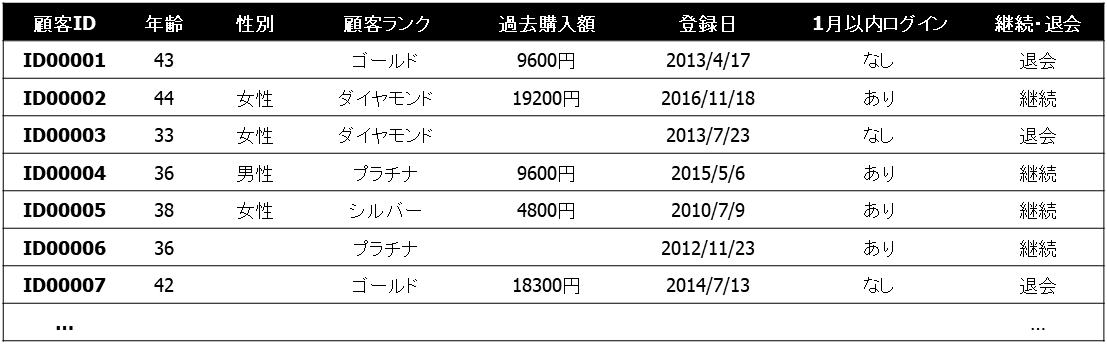 顧客ID 年齢 性別 顧客ランク 過去購入額 登録日 1月以内ログイン 継続・退会
ID00001 43 ゴールド 9600円 2013/4/17 なし 退会
ID00002 44 女性 ダイヤモンド 19200円 2016/11/18 あり 継続
ID00003 33 女性 ダイヤモンド 2013/7/23 なし 退会
ID00004 36 男性 プラチナ 9600円 2015/5/6 あり 継続
ID00005 38 女性 シルバー 4800円 2010/7/9 あり 継続
ID00006 36 プラチナ 2012/11/23 あり 継続
ID00007 42 ゴールド 18300円 2014/7/13 なし 退会
... ...